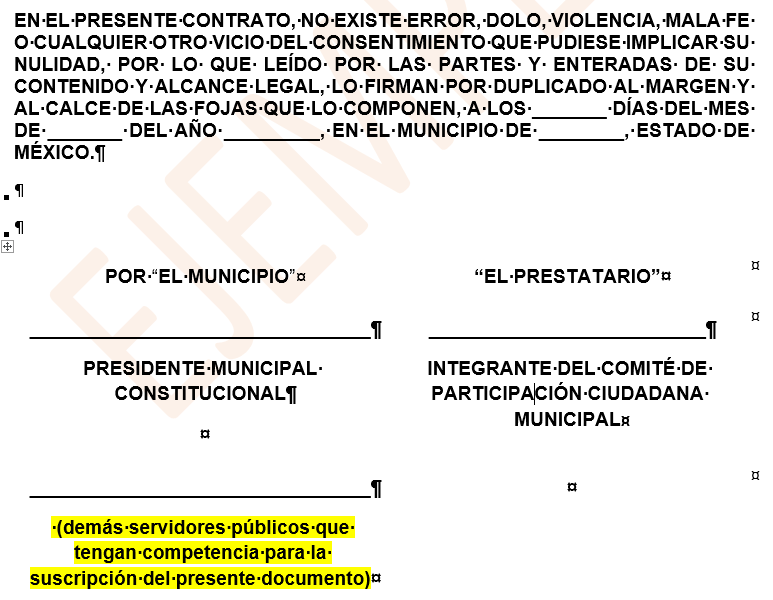 EN EL PRESENTE CONTRATO, NO EXISTE ERROR, DOLO, VIOLENCIA, MALA FE
O CUALQUIER OTRO VICIO DEL CONSENTIMIENTO QUE PUDIESE IMPLICAR SU
NULIDAD, POR LO QUE LEÍDO POR LAS PARTES Y ENTERADAS DE SU
CONTENIDO Y ALCANCE LEGAL, LO FIRMAN POR DUPLICADO AL MARGEN Y
AL CALCE DE LAS FOJAS QUE LO COMPONEN, A LOS _______ DÍAS DEL MES
DE _______ DEL AÑO _________, EN EL MUNICIPIO DE ________, ESTADO DE
MÉXICO.¶
¶
¶
POR “EL MUNICIPIO”¤
“EL PRESTATARIO”¤
¤
________________________________¶
__________________________¶
¤
PRESIDENTE MUNICIPAL
CONSTITUCIONAL¶
¤
INTEGRANTE DEL COMITÉ DE
PARTICIPACIÓN CIUDADANA
MUNICIPAL¤
________________________________¶
¤
¤
(demás servidores públicos que
tengan competencia para la
suscripción del presente documento)¤